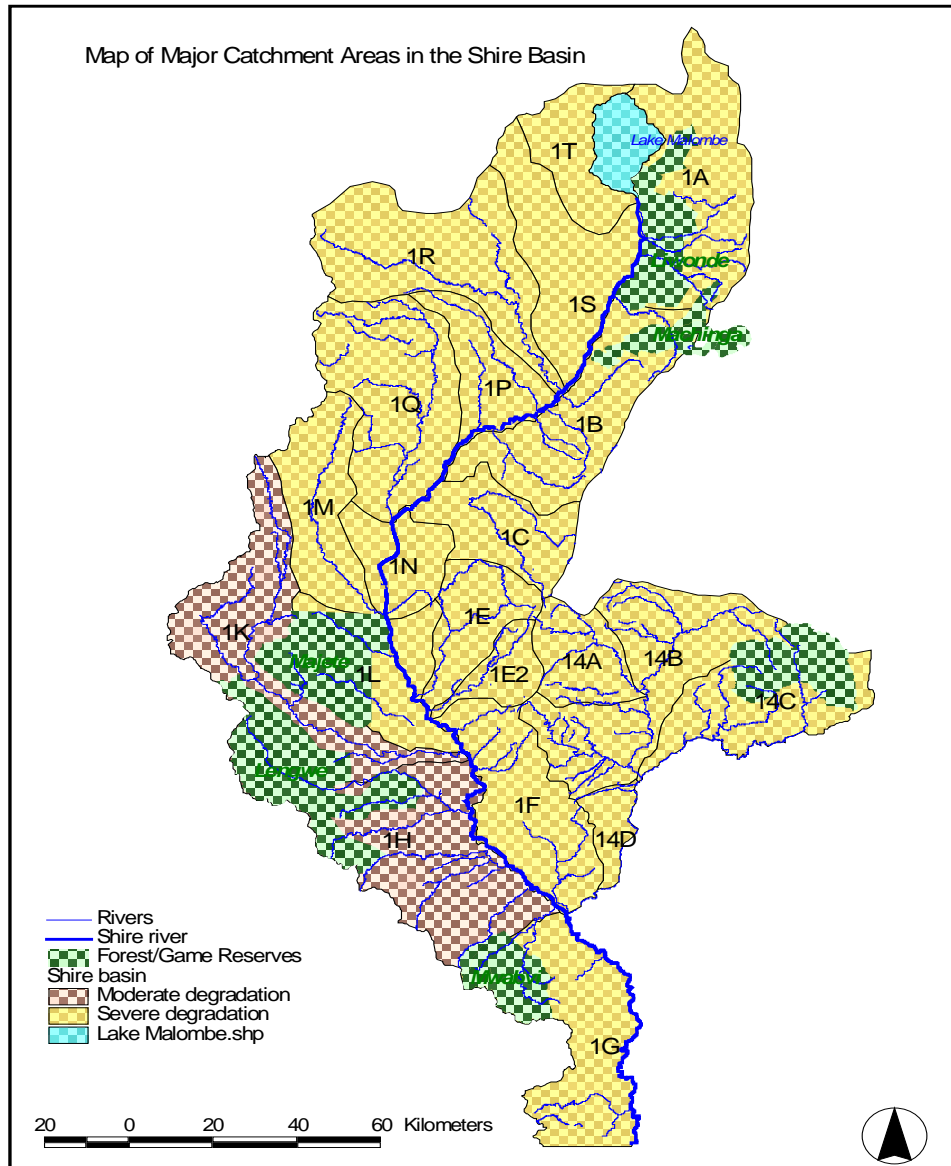 Map of Major Catchment Areas in the Shire Basin
Lake Malombe
1T
1A
1R
1S
Machinga
1P
1Q
1B
1M
1C
1N
1E
1K
14A
14B
1E2
Majete
1L
14C
Lengwe
1F
1H
14D
Rivers
Shire river
Forest/Game Reserves
Shire basin
Moderate degradation
Severe degradation
Lake Malombe.shp
1G
20 0 20 40 60 Kilometers